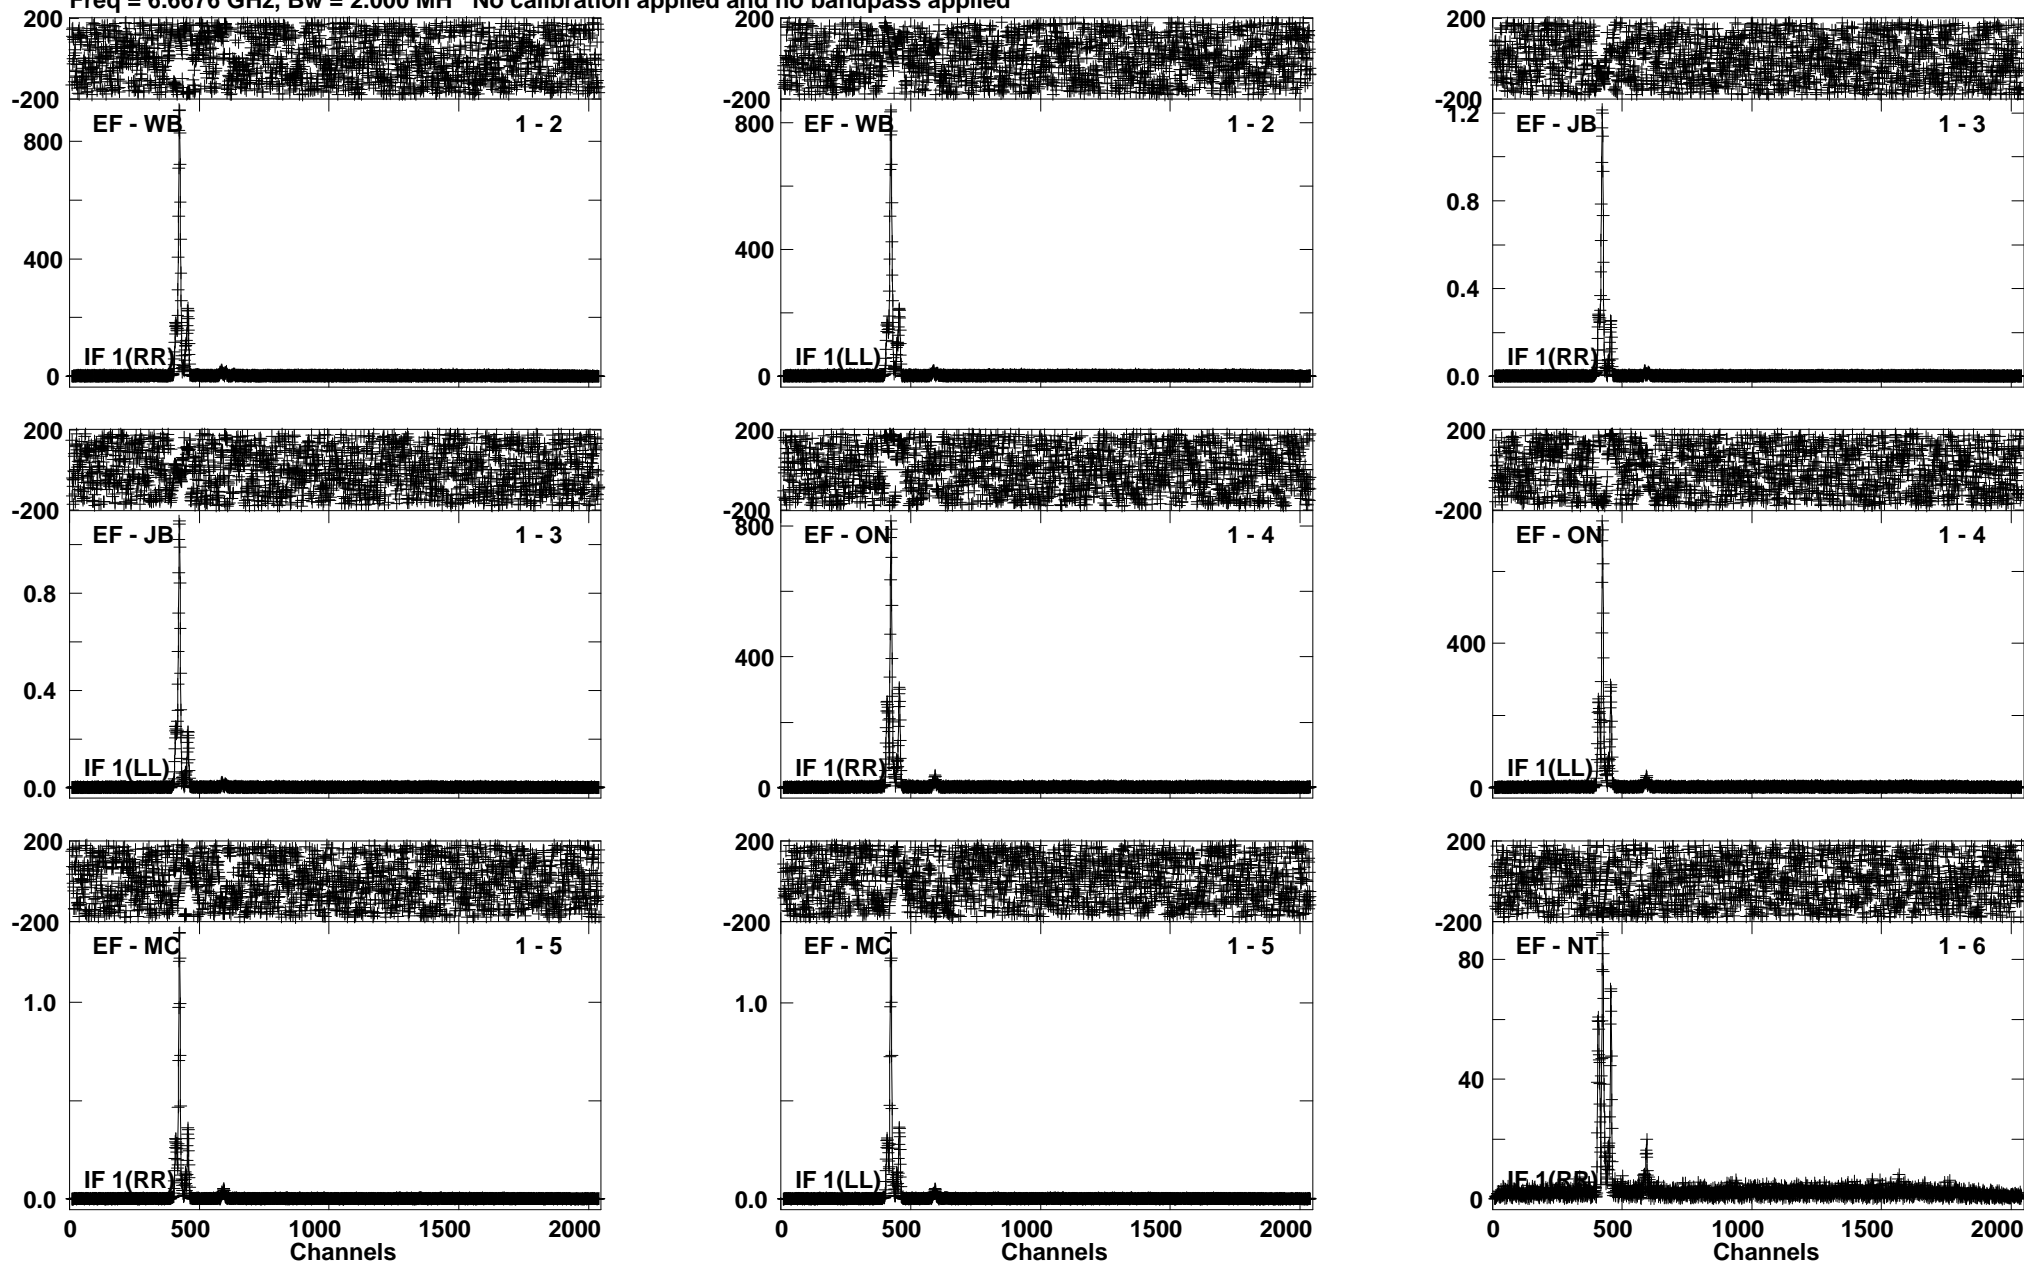 Freq = 6.6676 GHz, Bw = 2.000 MH No calibration applied and no bandpass applied
200
-200
EF - WB 1 - 2
800
400
IF 1(RR)
0
200
-200
EF - WB 1 - 2
800
400
IF 1(LL)
0
200
-200
1.2
EF - JB 1 - 3
0.8
0.4
IF 1(RR)
0.0
200
-200
EF - JB 1 - 3
0.8
0.4
IF 1(LL)
0.0
200
-200
800
EF - ON 1 - 4
400
IF 1(RR)
0
200
-200
EF - ON 1 - 4
400
IF 1(LL)
0
200
-200
EF - MC 1 - 5
1.0
IF 1(RR)
0.0
0 500 1000 1500 2000
Channels
200
-200
EF - MC 1 - 5
1.0
IF 1(LL)
0.0
0 500 1000 1500 2000
Channels
200
-200
EF - NT 1 - 6
80
40
IF 1(RR)
0
0 500 1000 1500 2000
Channels